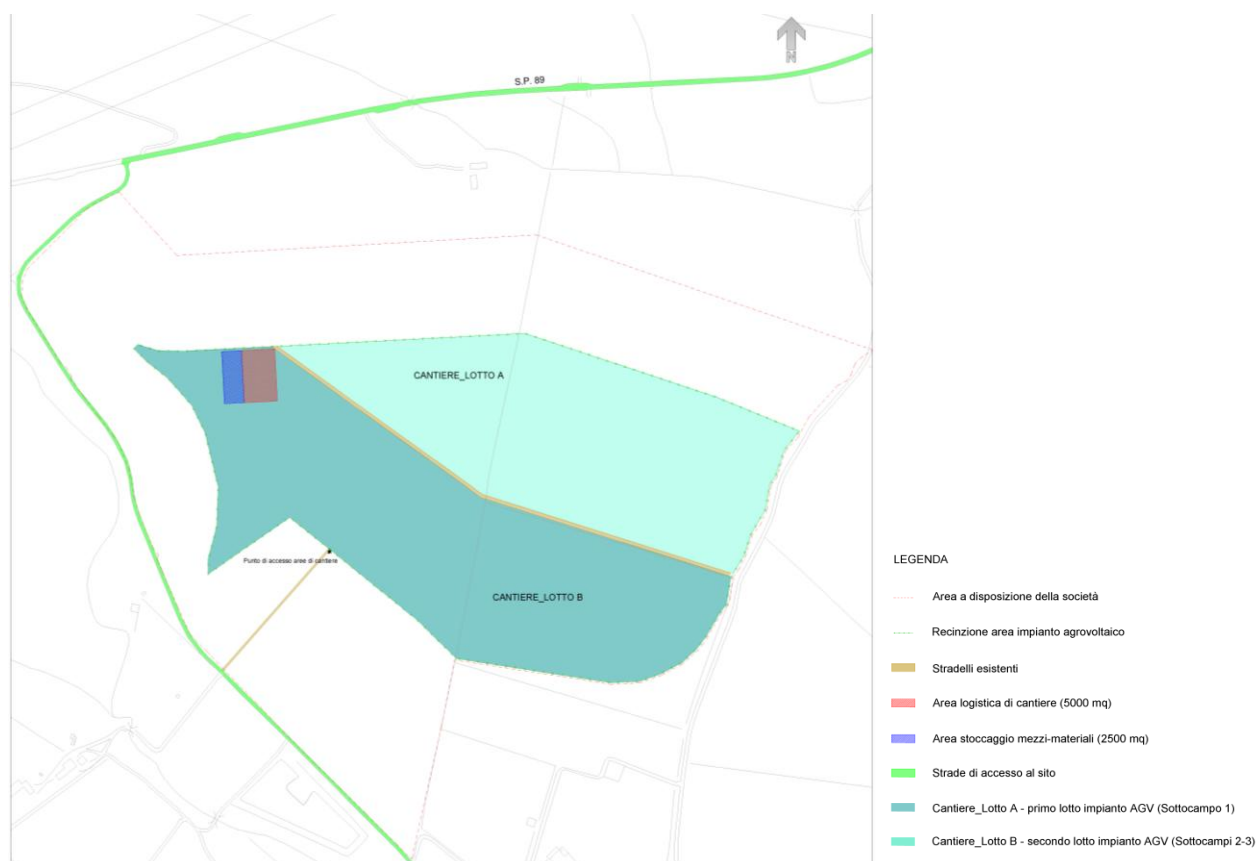 S.P. 89
N
CANTIERE_LOTTO A
Punto di accesso aree di cantiere
CANTIERE_LOTTO B
LEGENDA
Area a disposizione della società
Recinzione area impianto agrovoltaico
Stradelli esistenti
Area logistica di cantiere (5000 mq)
Area stoccaggio mezzi-materiali (2500 mq)
Strade di accesso al sito
Cantiere_Lotto A - primo lotto impianto AGV (Sottocampo 1)
Cantiere_Lotto B - secondo lotto impianto AGV (Sottocampi 2-3)